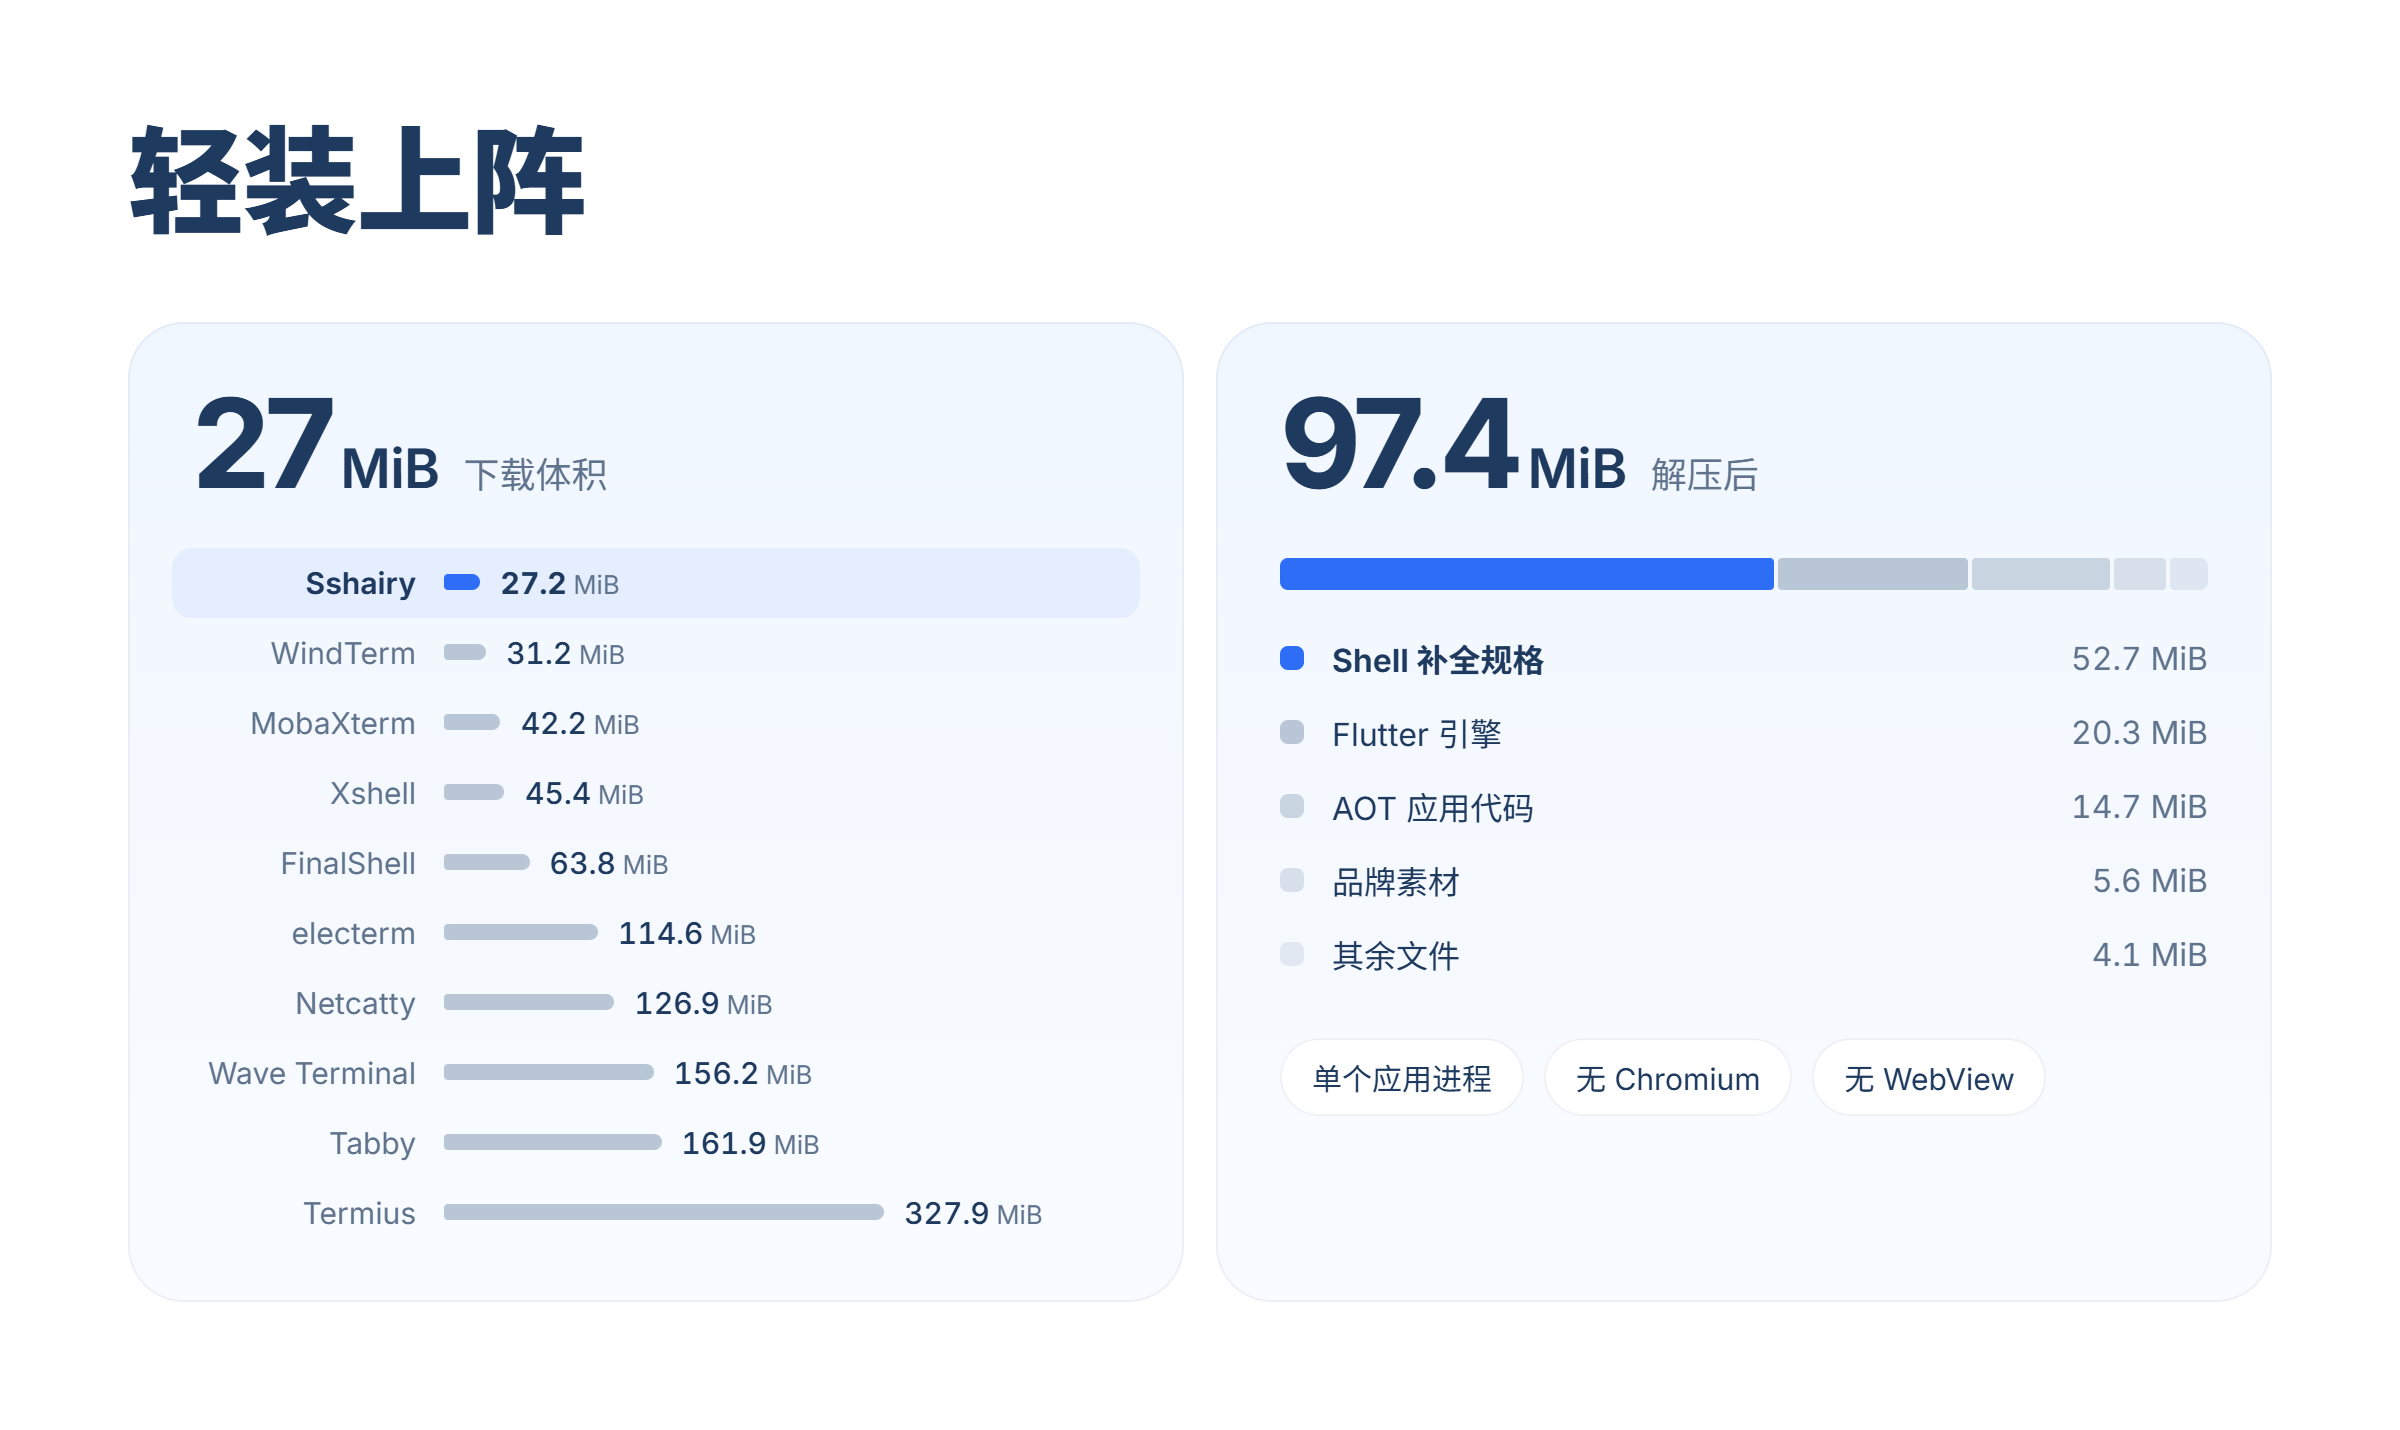 轻装上阵
27 MiB 下载体积
Sshairy 27.2 MiB
WindTerm 31.2 MiB
MobaXterm 42.2 MiB
Xshell 45.4 MiB
FinalShell 63.8 MiB
electerm 114.6 MiB
Netcatty 126.9 MiB
Wave Terminal 156.2 MiB
Tabby 161.9 MiB
Termius 327.9 MiB
97.4 MiB 解压后
Shell 补全规格 52.7 MiB
Flutter 引擎 20.3 MiB
AOT 应用代码 14.7 MiB
品牌素材 5.6 MiB
其余文件 4.1 MiB
单个应用进程 无 Chromium 无 WebView